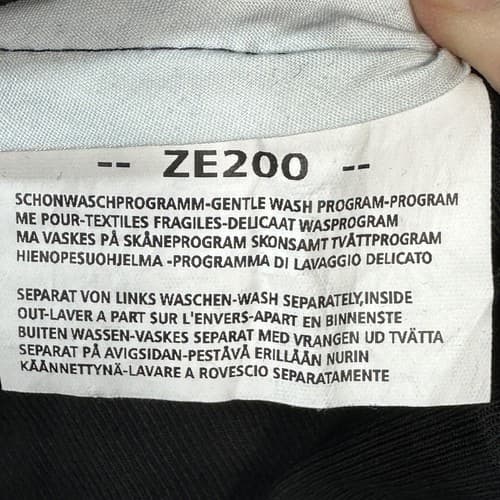 -- ZE200 --
SCHONWASCHPROGRAMM-GENTLE WASH PROGRAM-PROGRAM
ME POUR-TEXTILES FRAGILES-DELICAAT WASPROGRAM
MA VASKES PÅ SKÅNEPROGRAM SKONSAMT TVÄTTPROGRAM
HIENOPESUOHJELMA -PROGRAMMA DI LAVAGGIO DELICATO
SEPARAT VON LINKS WASCHEN-WASH SEPARATELY,INSIDE
OUT-LAVER A PART SUR L'ENVERS-APART EN BINNENSTE
BUITEN WASSEN-VASKES SEPARAT MED VRANGEN UD TVÄTTA
SEPARAT PÅ AVIGSIDAN-PESTÄVÄ ERILLÄÄN NURIN
KÄÄNNETTYNÄ-LAVARE A ROVESCIO SEPARATAMENTE